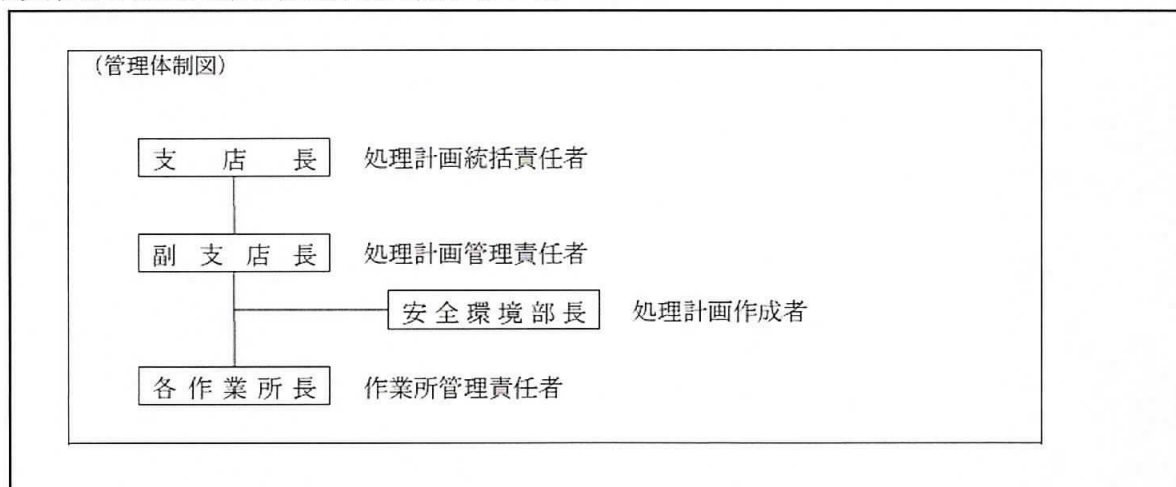 （管理体制図）
支店長 処理計画統括責任者
副支店長 処理計画管理責任者
安全環境部長 処理計画作成者
各作業所長 作業所管理責任者